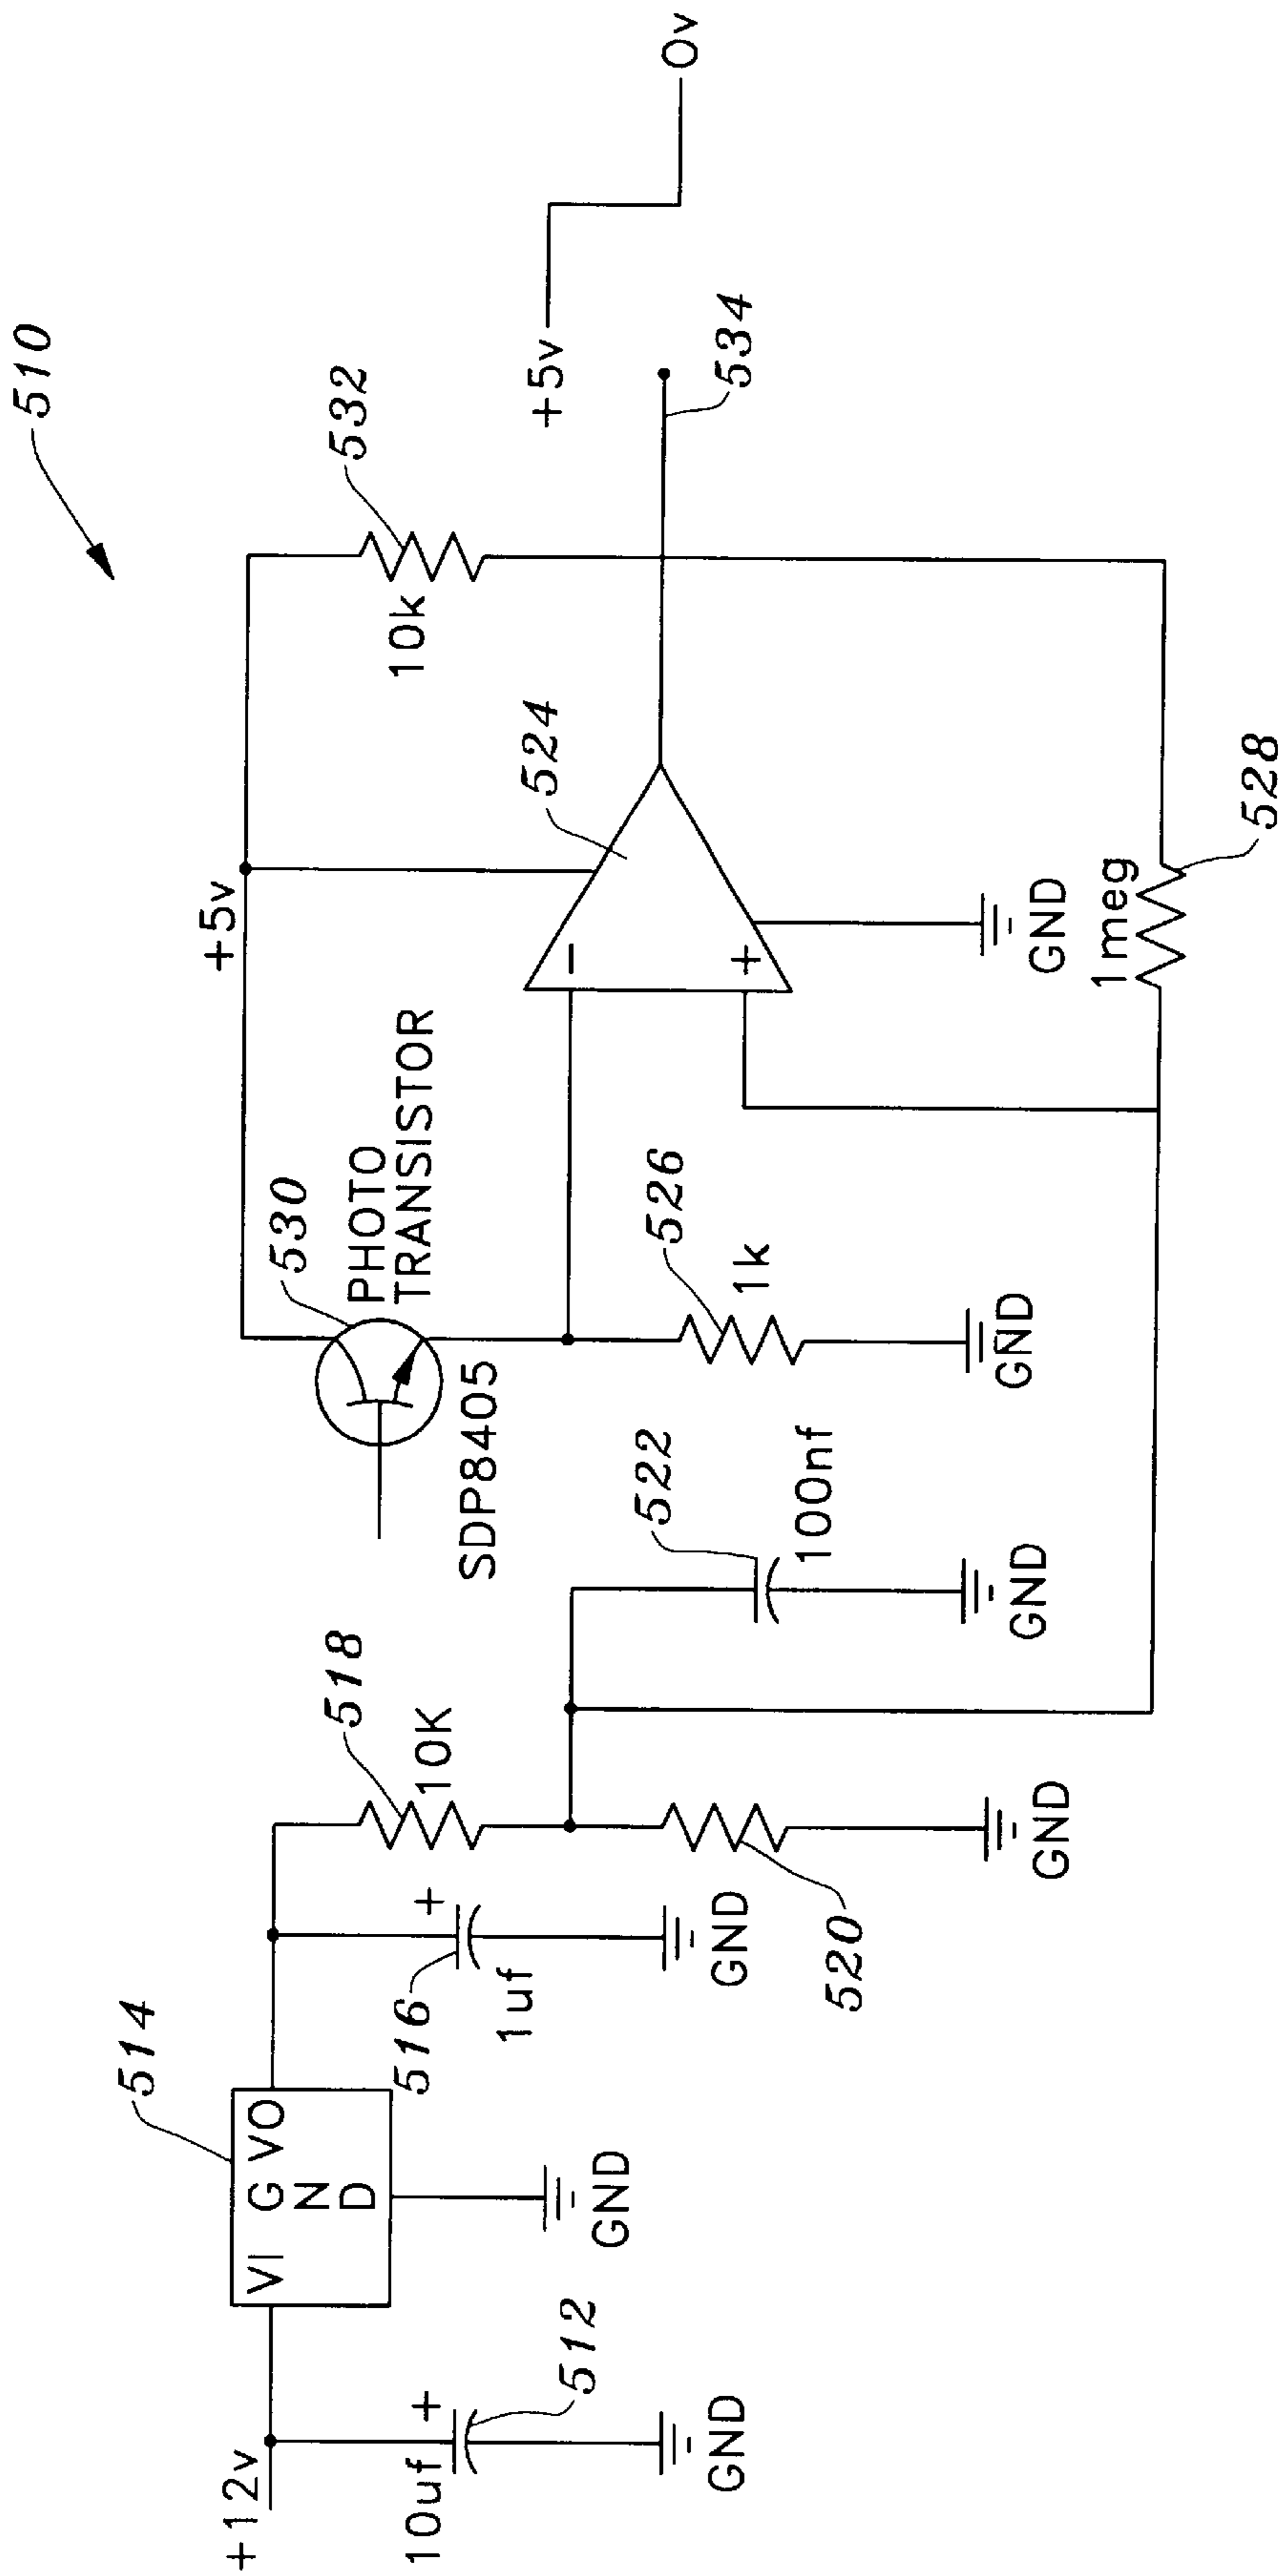 510
+12v
10uf
+
512
GND
VI
G
N
D
VO
514
GND
+
516
1uf
GND
518
10K
520
GND
522
100nf
GND
530
PHOTO
TRANSISTOR
SDP8405
526
1k
GND
+5v
524
-
+
GND
532
10k
1meg
528
534
+5v
0v